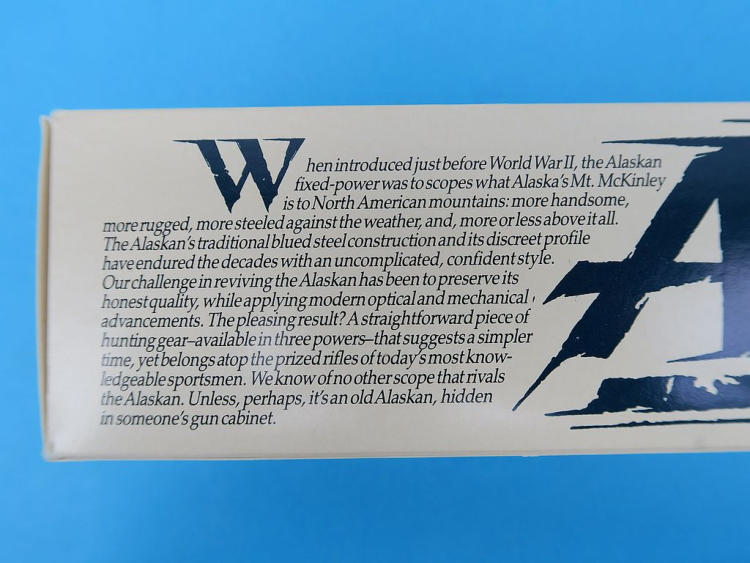 When introduced just before World War II, the Alaskan
fixed-power was to scopes what Alaska's Mt. McKinley
is to North American mountains: more handsome,
more rugged, more steeled against the weather, and, more or less above it all.
The Alaskan's traditional blued steel construction and its discreet profile
have endured the decades with an uncomplicated, confident style.
Our challenge in reviving the Alaskan has been to preserve its
honest quality, while applying modern optical and mechanical
advancements. The pleasing result? A straightforward piece of
hunting gear–available in three powers–that suggests a simpler
time, yet belongs atop the prized rifles of today's most know-
ledgeable sportsmen. We know of no other scope that rivals
the Alaskan. Unless, perhaps, it's an old Alaskan, hidden
in someone's gun cabinet.
A